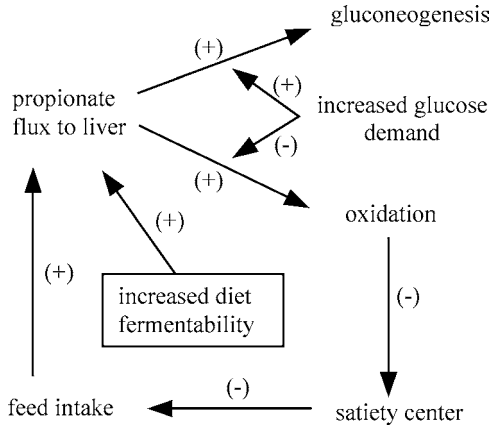 gluconeogenesis
(+)
propionate
flux to liver
(+)
increased glucose
demand
(-)
(+)
oxidation
(+)
increased diet
fermentability
(+)
(-)
(-)
feed intake
satiety center